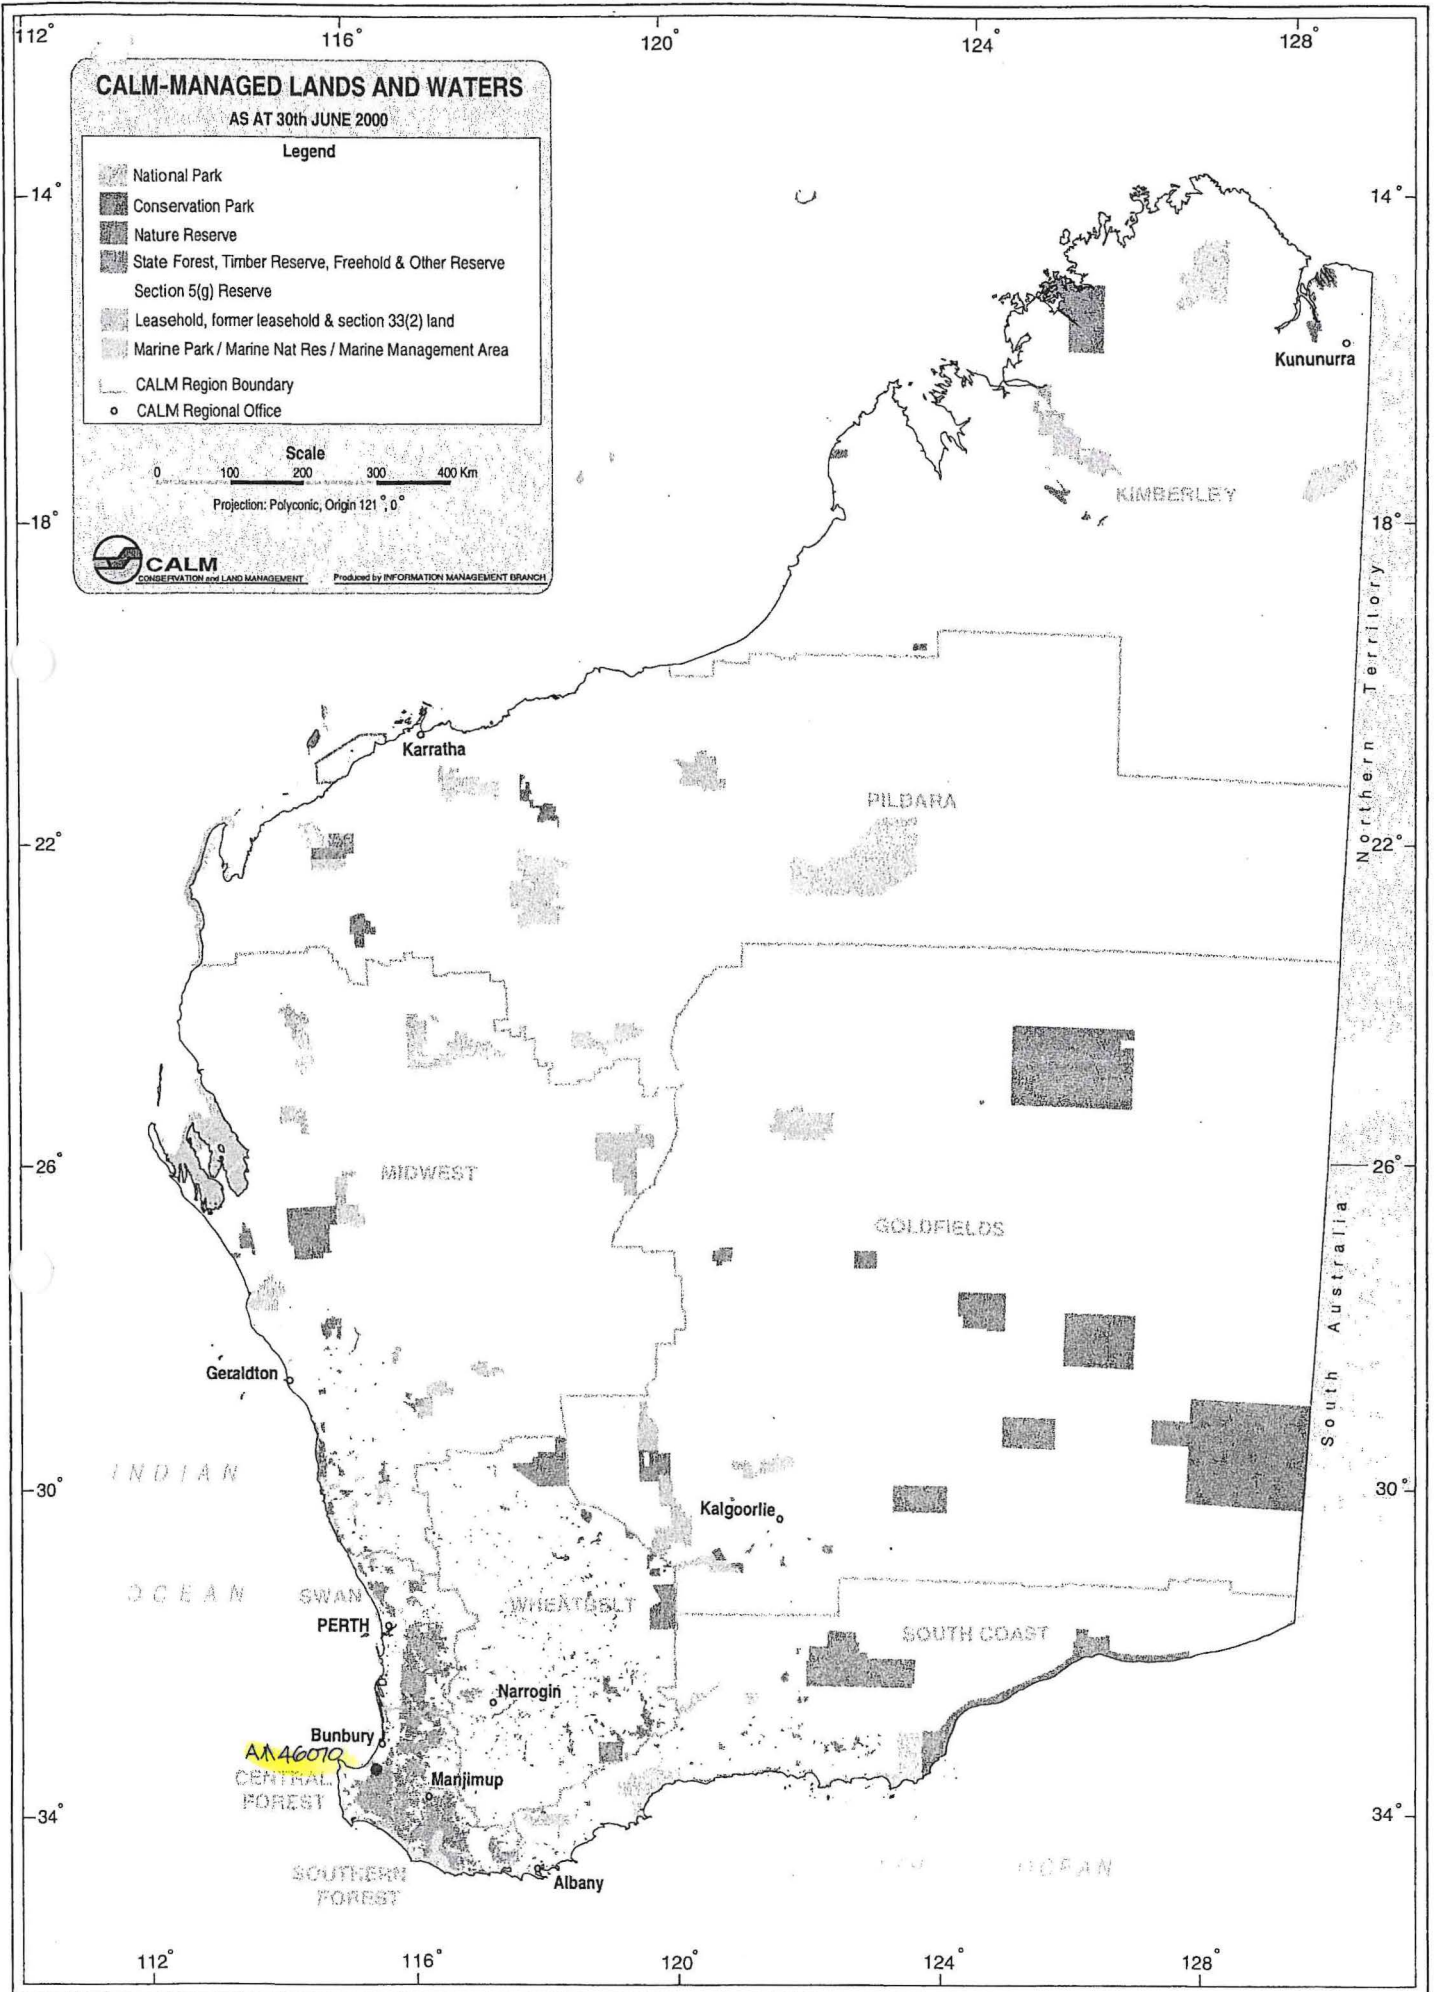 112° 116° 120° 124° 128°
CALM-MANAGED LANDS AND WATERS
AS AT 30th JUNE 2000
Legend
National Park
Conservation Park
Nature Reserve
State Forest, Timber Reserve, Freehold & Other Reserve
Section 5(g) Reserve
Leasehold, former leasehold & section 33(2) land
Marine Park / Marine Nat Res / Marine Management Area
CALM Region Boundary
CALM Regional Office
Scale
0 100 200 300 400 Km
Projection: Polyconic, Origin 121°, 0°
CALM
CONSERVATION and LAND MANAGEMENT
Produced by INFORMATION MANAGEMENT BRANCH
14° 14°
Kununurra
KIMBERLEY
18° 18°
Northern Territory
Karratha
PILBARA
22° 22°
26° 26°
MIDWEST
GOLDFIELDS
South Australia
Geraldton
INDIAN
30° 30°
Kalgoorlie
OCEAN
SWAN
WHEATBELT
PERTH
SOUTH COAST
Narrogin
Bunbury
46070
CENTRAL
FOREST
Manjimup
34° 34°
SOUTHERN
FOREST
Albany
OCEAN
112° 116° 120° 124° 128°